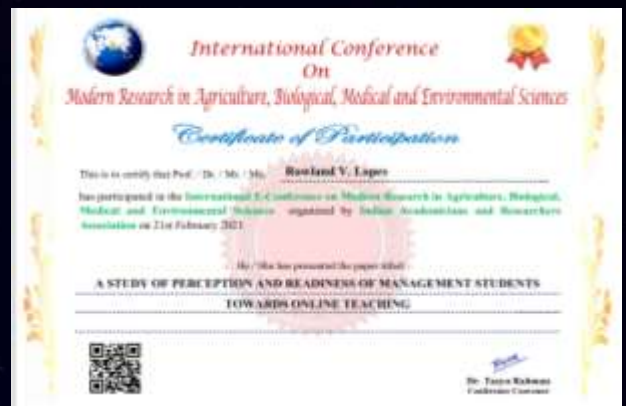 International Conference
On
Modern Research in Agriculture, Biological, Medical and Environmental Sciences
Certificate of Participation
This is to certify that Prof. / Dr. / Mr. / Ms. Rowland V. Lopes
has participated in the International E-Conference on Modern Research in Agriculture, Biological,
Medical and Environmental Sciences organized by Indian Academicians and Researchers
Association on 21st February 2021
He / She has presented the paper titled
A STUDY OF PERCEPTION AND READINESS OF MANAGEMENT STUDENTS
TOWARDS ONLINE TEACHING
Dr. Rahman
Conference Convener